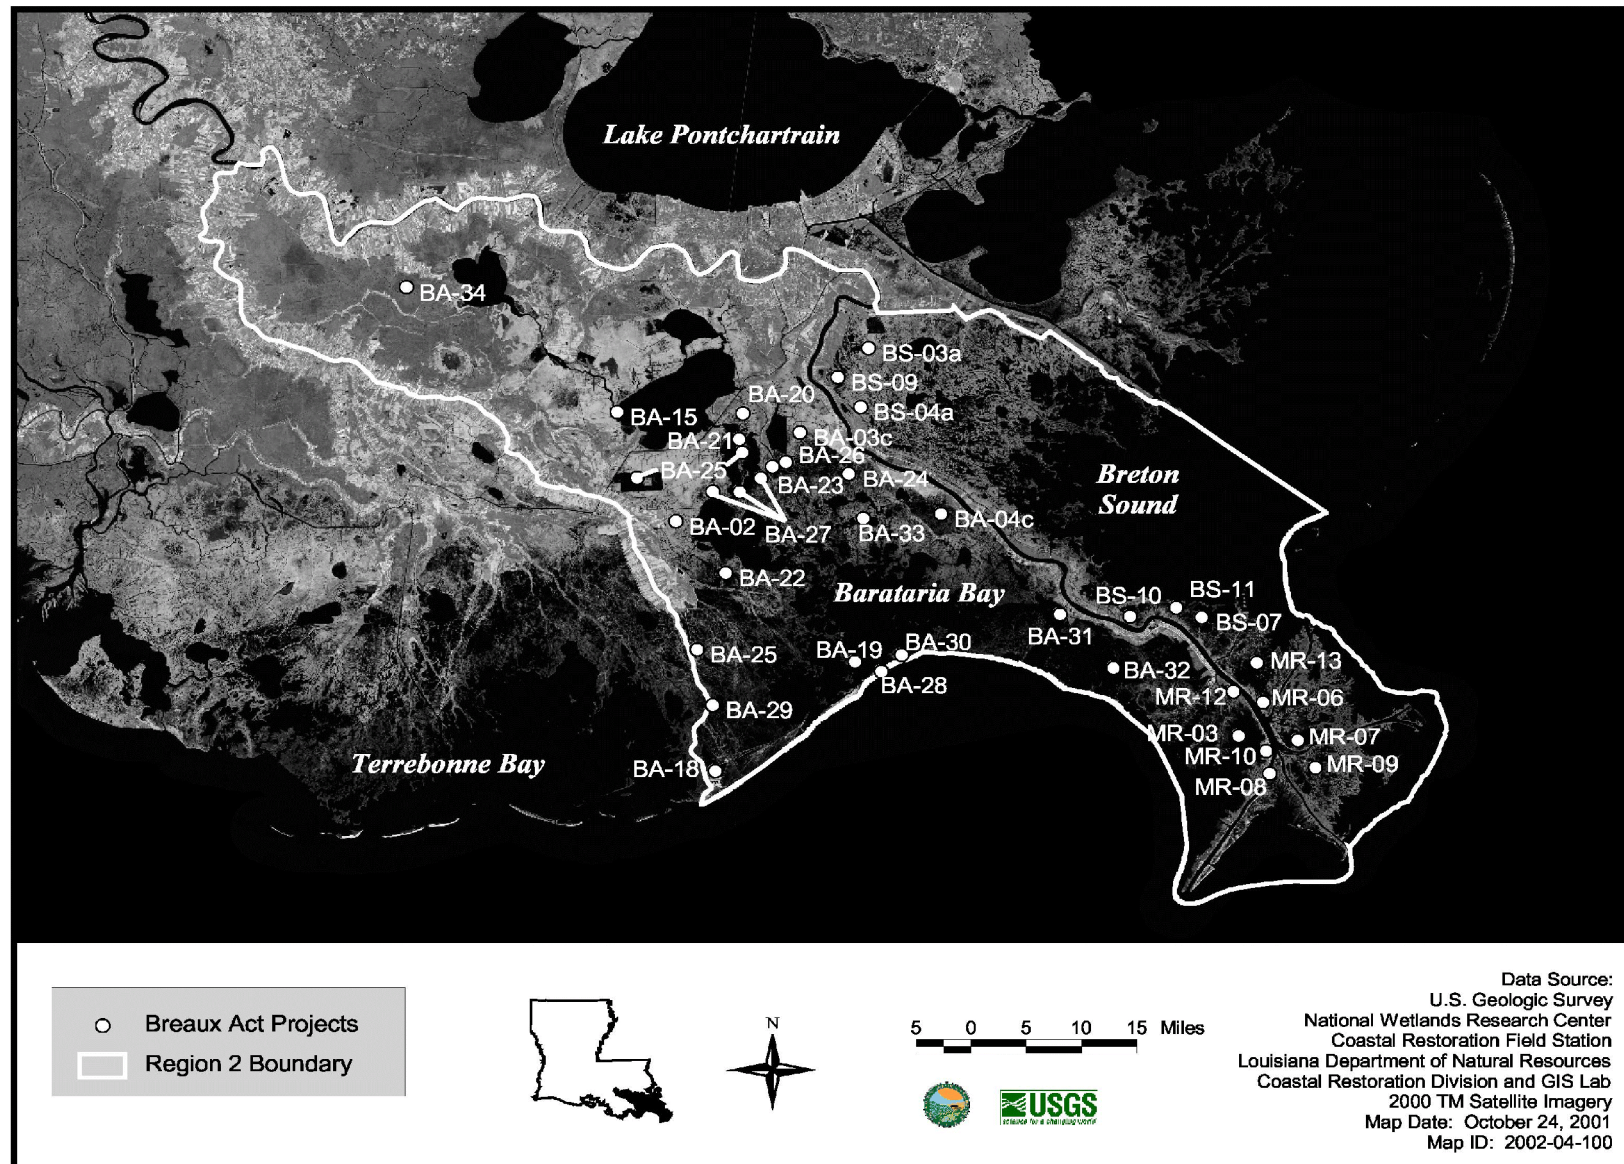 Lake Pontchartrain
BA-34
BS-03a
BS-09
BA-20
BS-04a
BA-15
BA-03c
BA-21
BA-26
BA-25
BA-23
BA-24
Breton
Sound
BA-04c
BA-02
BA-27
BA-33
BA-22
Barataria Bay
BS-10
BS-11
BS-07
BA-31
BA-25
BA-19
BA-30
BA-28
BA-32
MR-13
MR-12
MR-06
BA-29
MR-03
MR-07
MR-10
MR-09
Terrebonne Bay
BA-18
MR-08
Breaux Act Projects
Region 2 Boundary
N
5 0 5 10 15 Miles
USGS
science for a changing world
Data Source:
U.S. Geologic Survey
National Wetlands Research Center
Coastal Restoration Field Station
Louisiana Department of Natural Resources
Coastal Restoration Division and GIS Lab
2000 TM Satellite Imagery
Map Date: October 24, 2001
Map ID: 2002-04-100